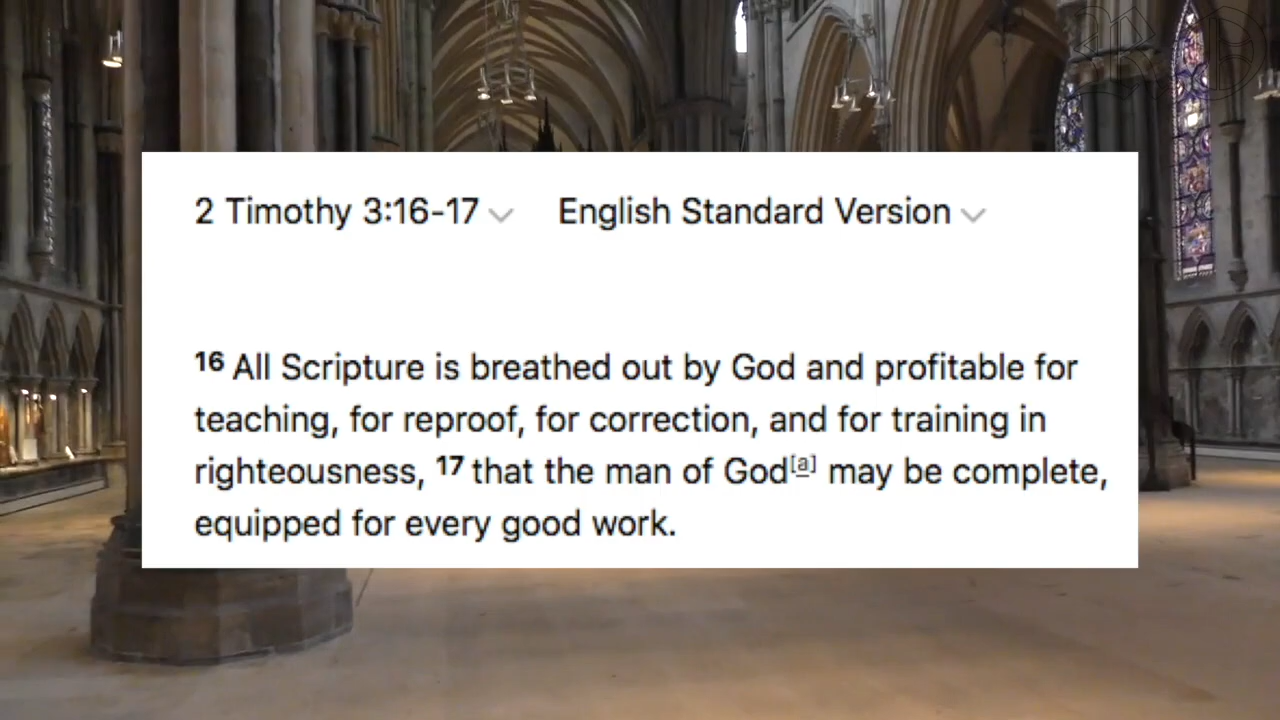 2 Timothy 3:16-17 English Standard Version
16 All Scripture is breathed out by God and profitable for
teaching, for reproof, for correction, and for training in
righteousness, 17 that the man of God[a] may be complete,
equipped for every good work.